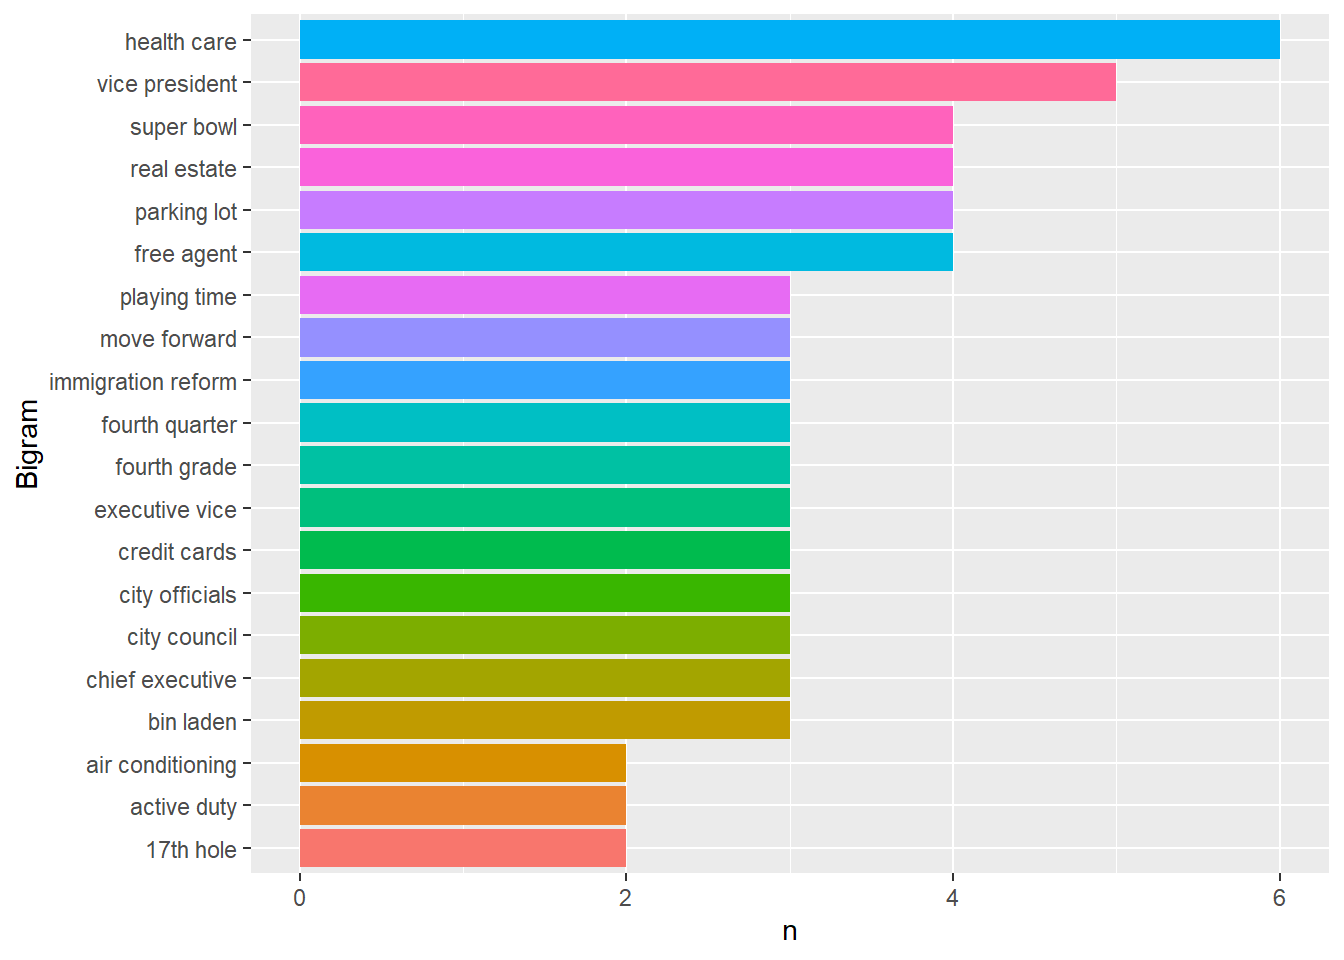 health care
vice president
super bowl
real estate
parking lot
free agent
playing time
move forward
immigration reform
fourth quarter
fourth grade
executive vice
credit cards
city officials
city council
chief executive
bin laden
air conditioning
active duty
17th hole
Bigram
0 2 4 6
n